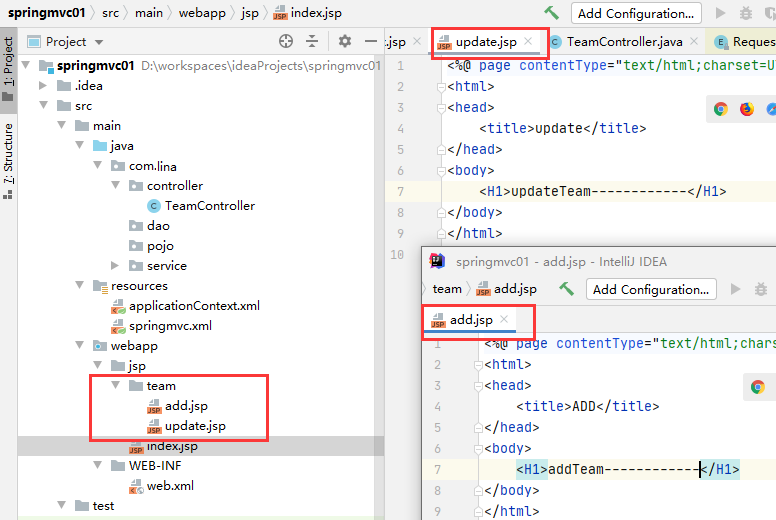 springmvc01 › src › main › webapp › jsp › index.jsp
Add Configuration...
1: Project
7: Structure
Project
springmvc01 D:\workspaces\ideaProjects\springmvc01
.idea
src
main
java
com.lina
controller
TeamController
dao
pojo
service
resources
applicationContext.xml
springmvc.xml
webapp
jsp
team
add.jsp
update.jsp
index.jsp
WEB-INF
web.xml
test
.jsp
update.jsp
TeamController.java
Reques
1 <%@ page contentType="text/html;charset=U
2 <html>
3 <head>
4 <title>update</title>
5 </head>
6 <body>
7 <H1>updateTeam------------</H1>
8 </body>
9 </html>
10
springmvc01 - add.jsp - IntelliJ IDEA
team › add.jsp
Add Configuration...
add.jsp
1 <%@ page contentType="text/html;chars
2 <html>
3 <head>
4 <title>ADD</title>
5 </head>
6 <body>
7 <H1>addTeam------------</H1>
8 </body>
9 </html>